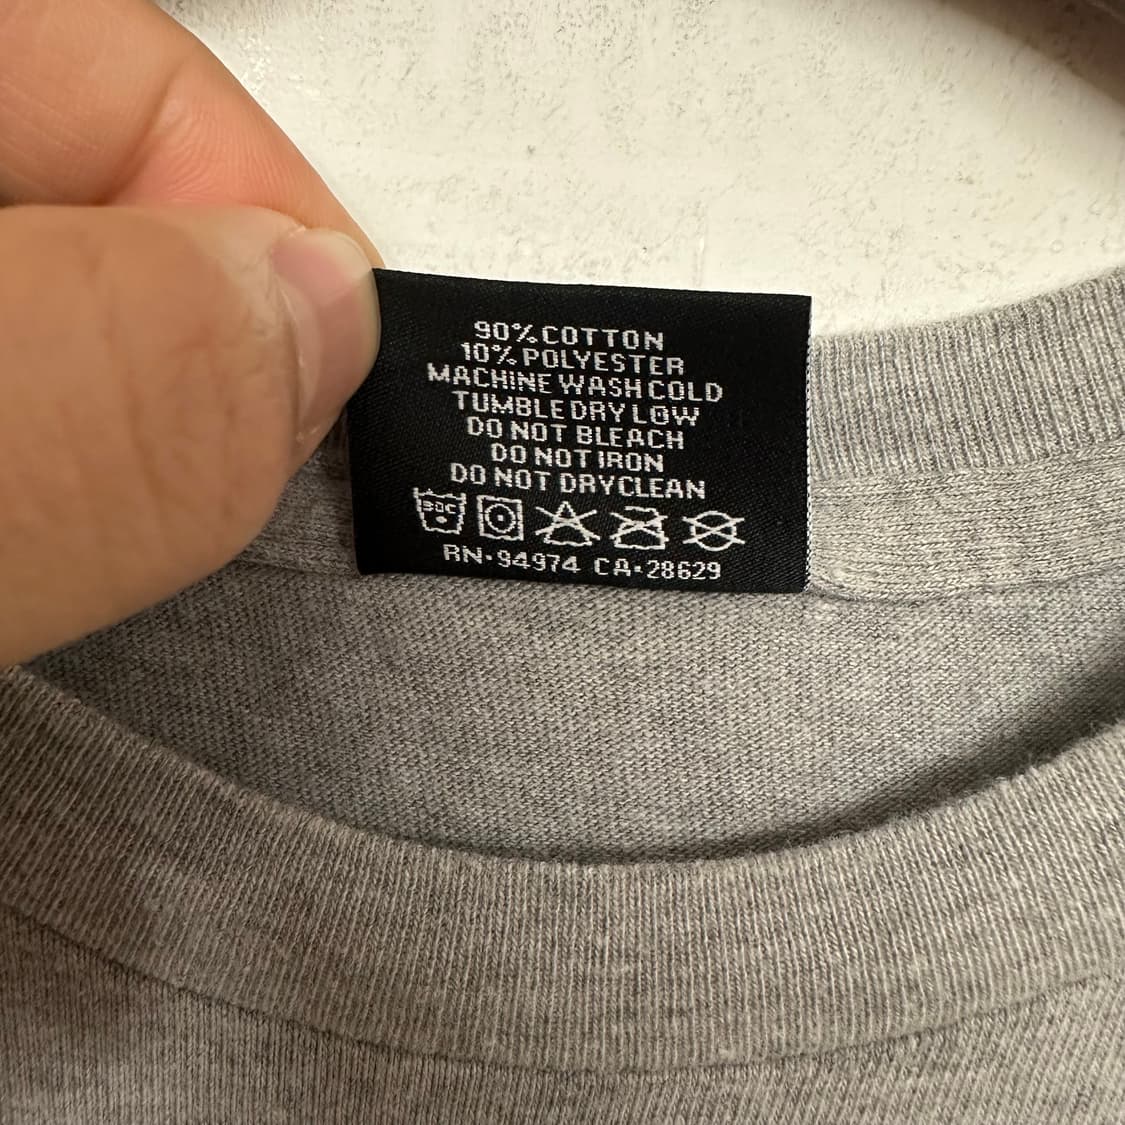 90% COTTON
10% POLYESTER
MACHINE WASH COLD
TUMBLE DRY LOW
DO NOT BLEACH
DO NOT IRON
DO NOT DRYCLEAN
30C
RN·94974 CA·28629